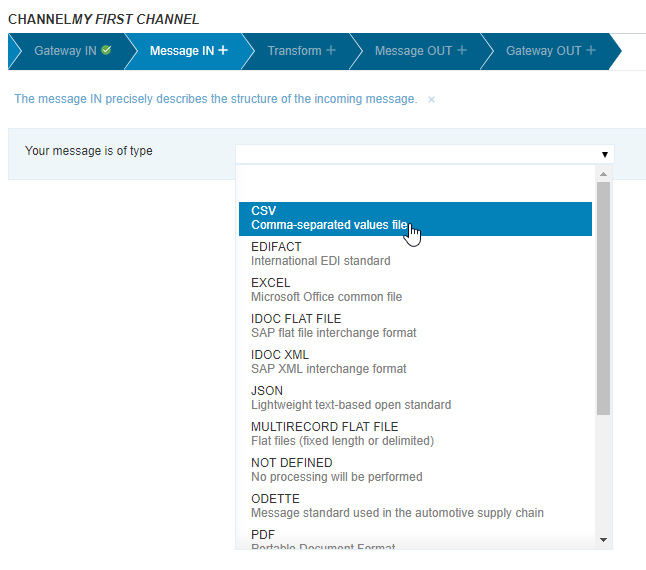 CHANNELMY FIRST CHANNEL
Gateway IN
Message IN +
Transform +
Message OUT +
Gateway OUT +
The message IN precisely describes the structure of the incoming message. ×
Your message is of type
CSV
Comma-separated values file
EDIFACT
International EDI standard
EXCEL
Microsoft Office common file
IDOC FLAT FILE
SAP flat file interchange format
IDOC XML
SAP XML interchange format
JSON
Lightweight text-based open standard
MULTIRECORD FLAT FILE
Flat files (fixed length or delimited)
NOT DEFINED
No processing will be performed
ODETTE
Message standard used in the automotive supply chain
PDF
Portable Document Format